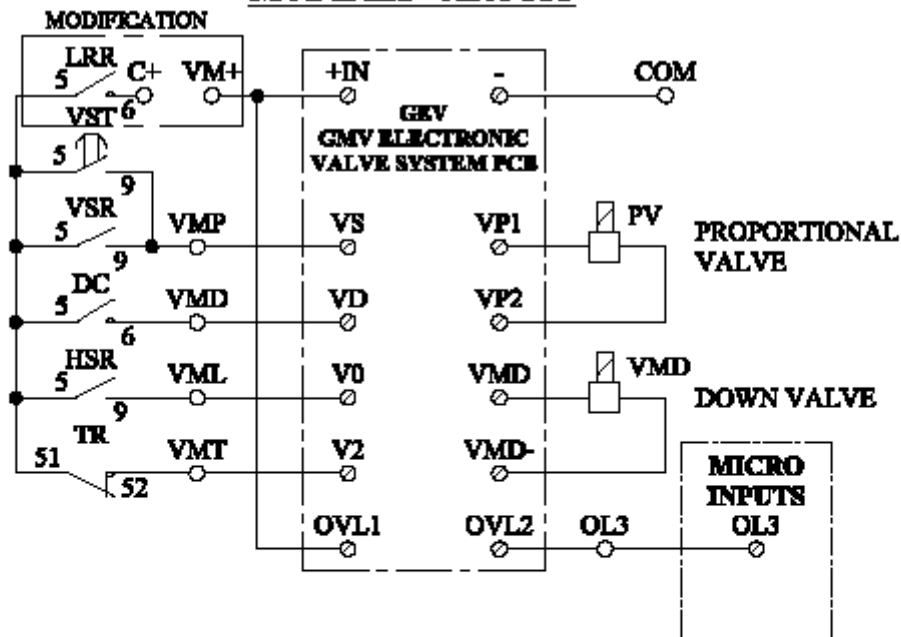 MODIFICATION
LRR C+ VM+ +IN - COM
5 6
VST
GEV
GMV ELECTRONIC
VALVE SYSTEM PCB
5 9
VSR VMP VS VP1 PV
5 9
PROPORTIONAL
VALVE
DC VMD VD VP2
5 6
HSR VML V0 VMD VMD
5 9
DOWN VALVE
TR VMT V2 VMD-
51 52
MICRO
INPUTS
OVL1 OVL2 OL3 OL3